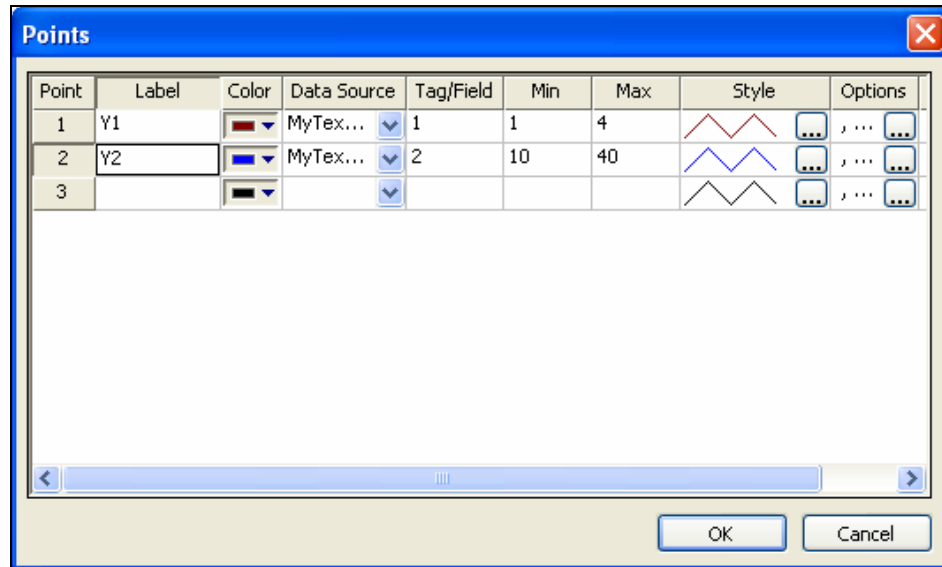 Points
Point Label Color Data Source Tag/Field Min Max Style Options
1 Y1 MyTex... 1 1 4 ... , ... ...
2 Y2 MyTex... 2 10 40 ... , ... ...
3 ... , ... ...
OK Cancel